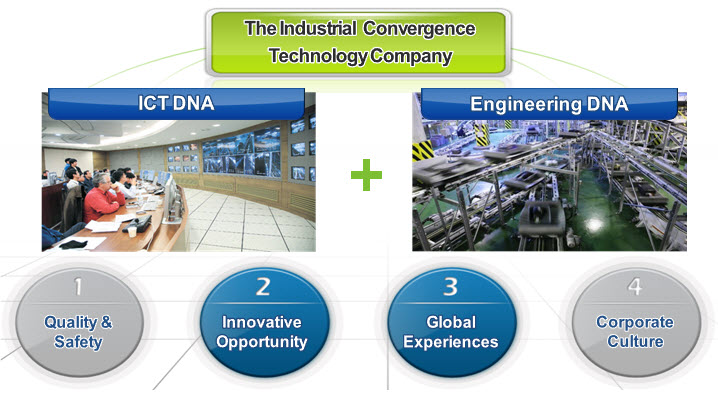 The Industrial Convergence
Technology Company
ICT DNA
Engineering DNA
1
Quality &
Safety
2
Innovative
Opportunity
3
Global
Experiences
4
Corporate
Culture